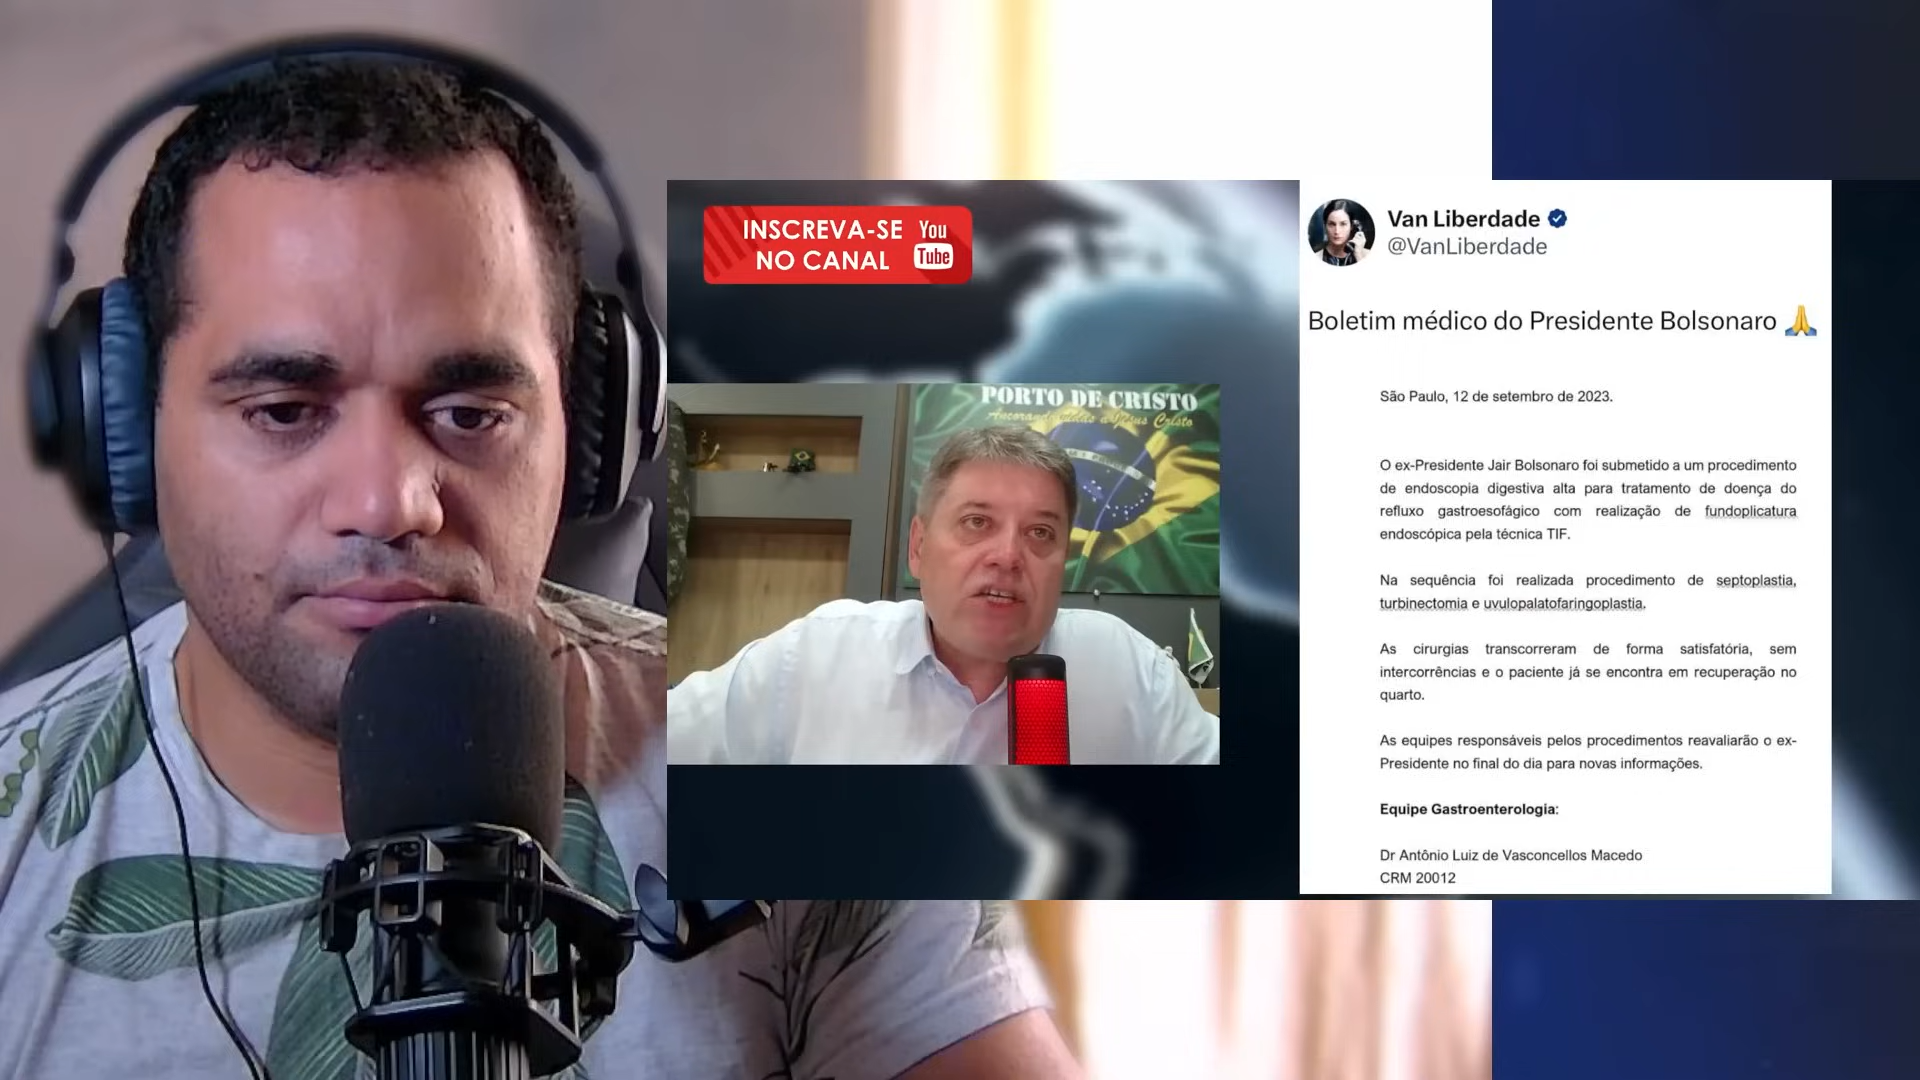 INSCREVA-SE
NO CANAL
You
Tube
PORTO DE CRISTO
Jesus Cristo
Van Liberdade
@VanLiberdade
Boletim médico do Presidente Bolsonaro 🙏
São Paulo, 12 de setembro de 2023.
O ex-Presidente Jair Bolsonaro foi submetido a um procedimento
de endoscopia digestiva alta para tratamento de doença do
refluxo gastroesofágico com realização de fundoplicatura
endoscópica pela técnica TIF.
Na sequência foi realizada procedimento de septoplastia,
turbinectomia e uvulopalatofaringoplastia.
As cirurgias transcorreram de forma satisfatória, sem
intercorrências e o paciente já se encontra em recuperação no
quarto.
As equipes responsáveis pelos procedimentos reavaliarão o ex-
Presidente no final do dia para novas informações.
Equipe Gastroenterologia:
Dr Antônio Luiz de Vasconcellos Macedo
CRM 20012